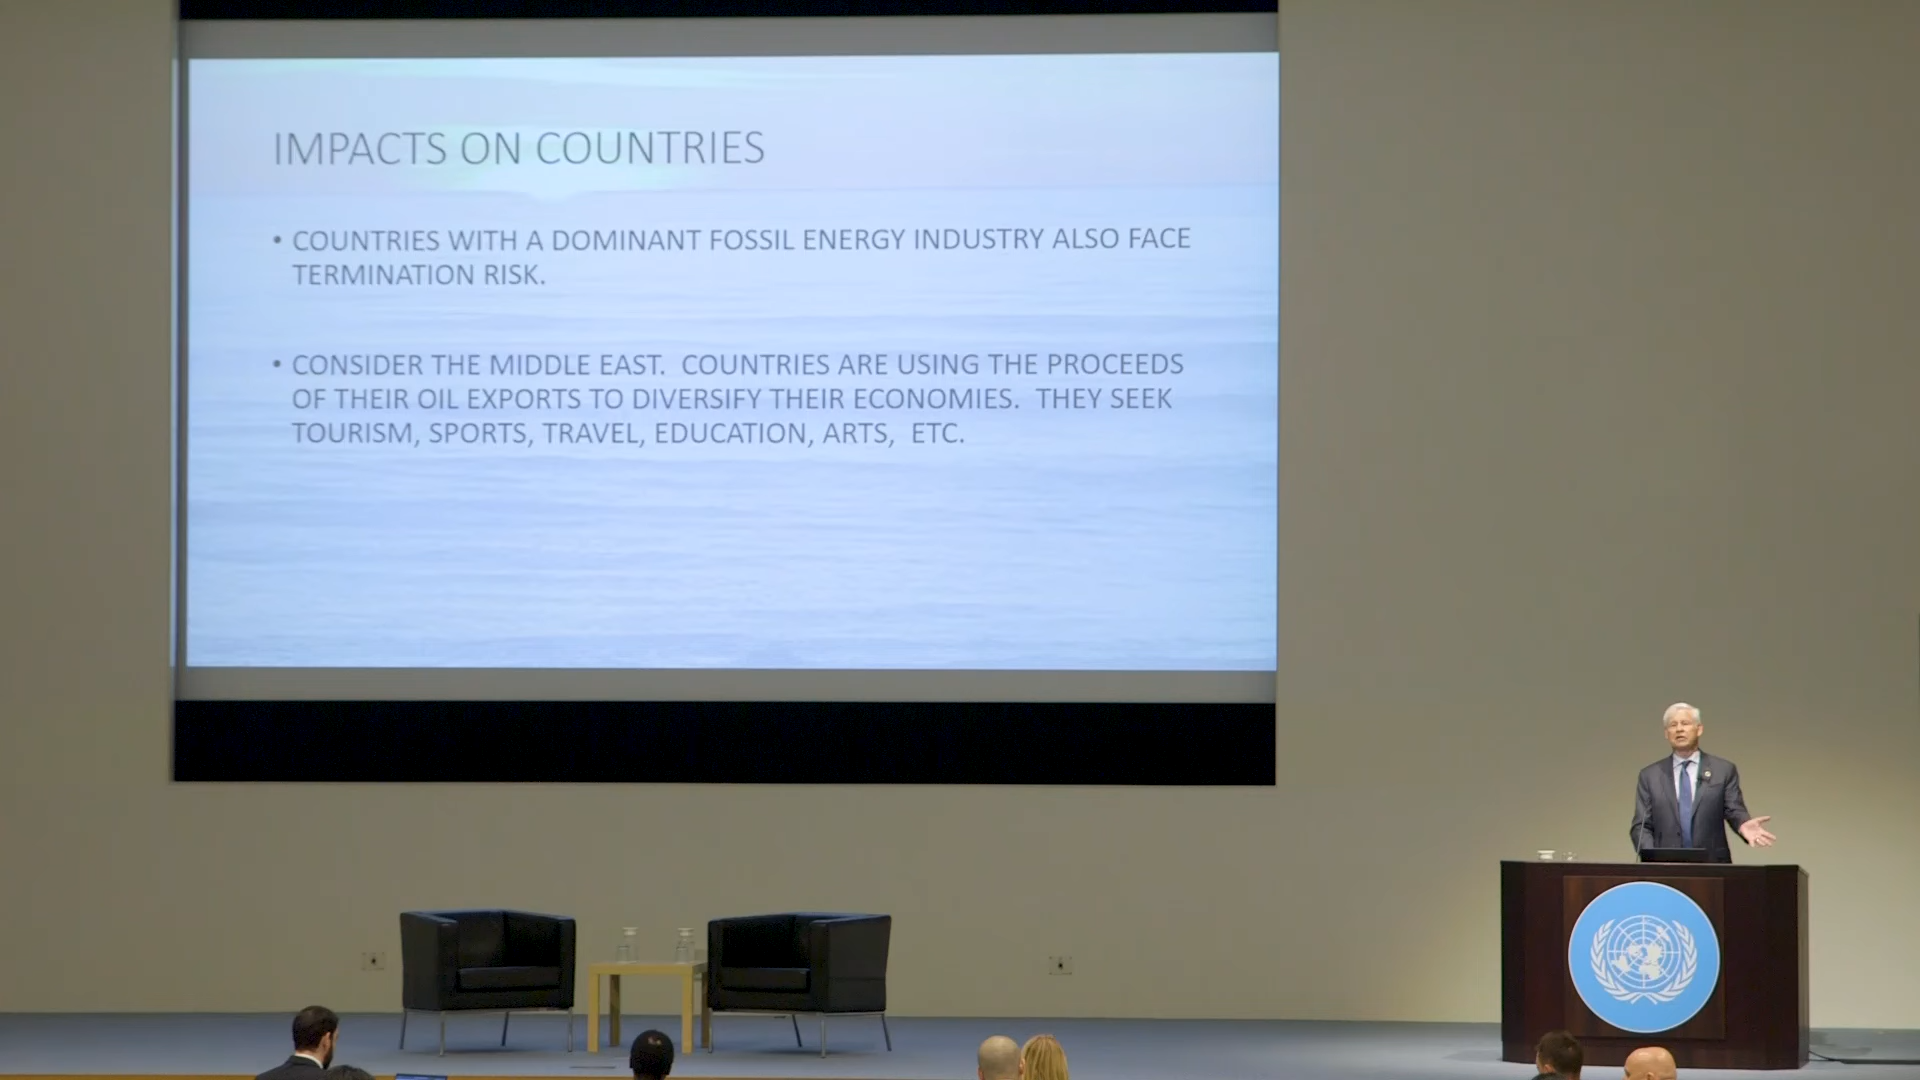 IMPACTS ON COUNTRIES
• COUNTRIES WITH A DOMINANT FOSSIL ENERGY INDUSTRY ALSO FACE
TERMINATION RISK.
• CONSIDER THE MIDDLE EAST.  COUNTRIES ARE USING THE PROCEEDS
OF THEIR OIL EXPORTS TO DIVERSIFY THEIR ECONOMIES.  THEY SEEK
TOURISM, SPORTS, TRAVEL, EDUCATION, ARTS,  ETC.